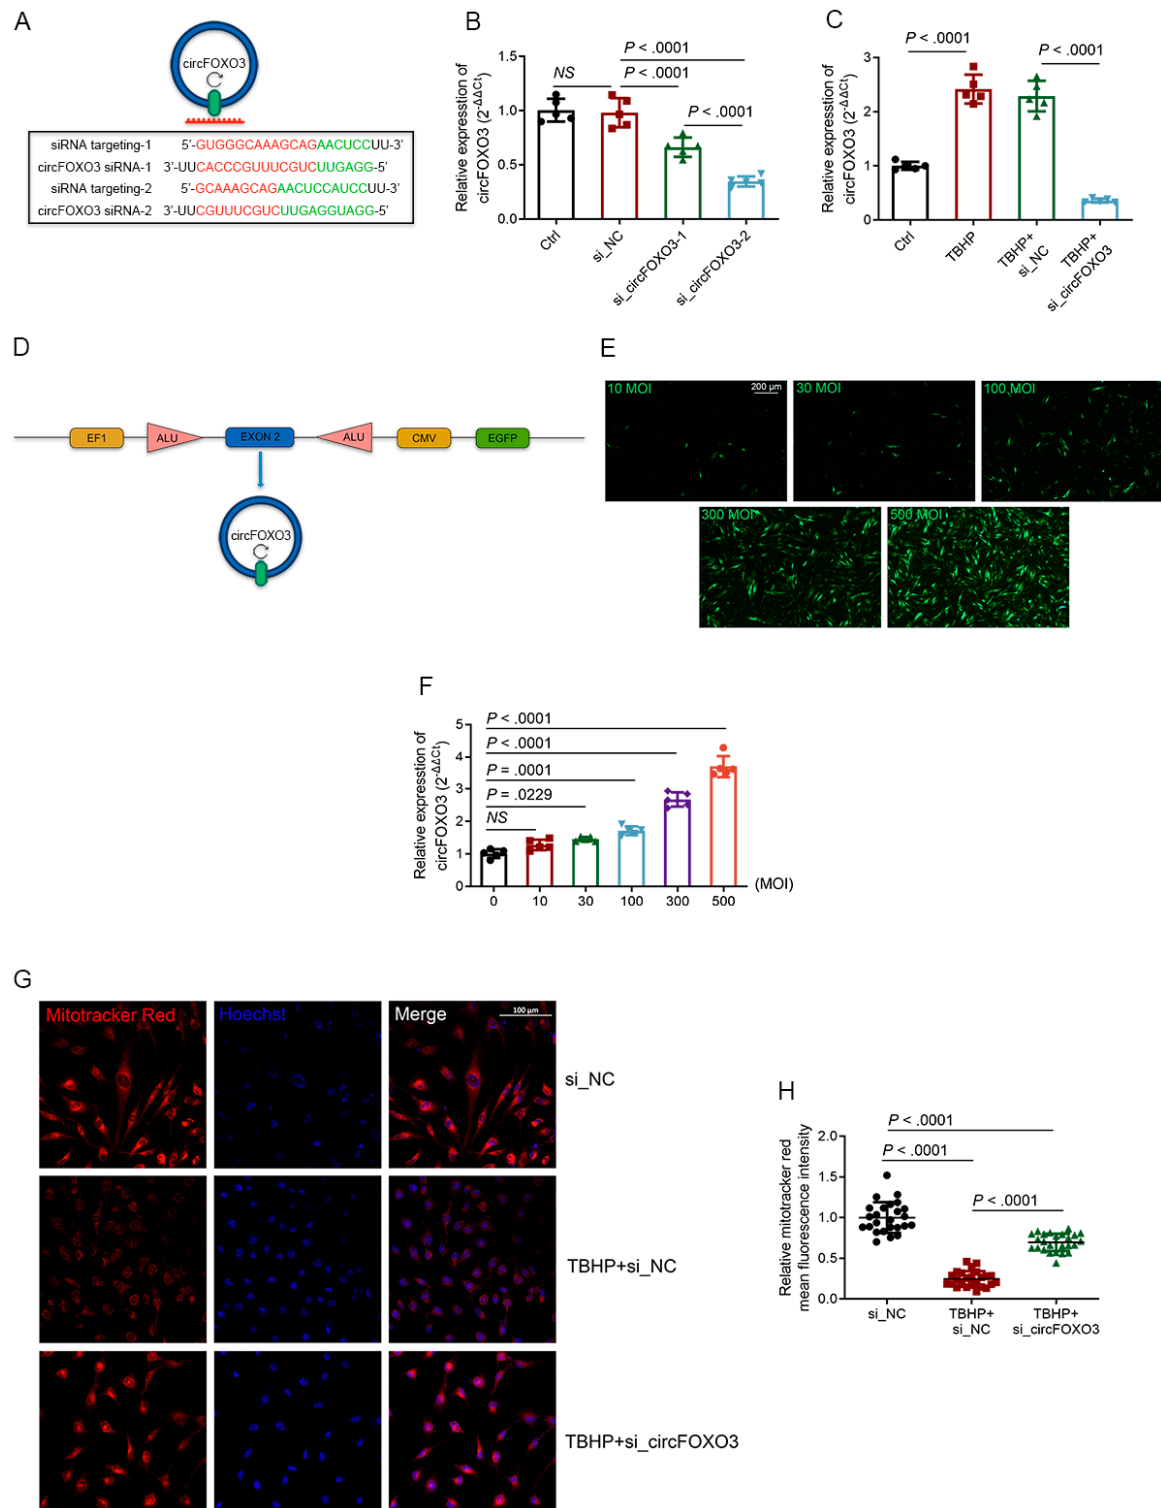 A
circFOXO3
siRNA targeting-1 5'-GUGGGCAAAGCAGAACUCCUU-3'
circFOXO3 siRNA-1 3'-UUCACCCGUUUCGUCUUGAGG-5'
siRNA targeting-2 5'-GCAAAGCAGAACUCCAUCCUU-3'
circFOXO3 siRNA-2 3'-UUCGUUUCGUCUUGAGGUAGG-5'
B
Relative expresstion of
circFOXO3 (2-ΔΔCt)
1.5
1.0
0.5
0.0
P < .0001
NS
P < .0001
P < .0001
Ctrl
si_NC
si_circFOXO3-1
si_circFOXO3-2
C
Relative expresstion of
circFOXO3 (2-ΔΔCt)
3
2
1
0
P < .0001
P < .0001
Ctrl
TBHP
TBHP+
si_NC
TBHP+
si_circFOXO3
D
EF1
ALU
EXON 2
ALU
CMV
EGFP
circFOXO3
E
10 MOI
200 µm
30 MOI
100 MOI
300 MOI
500 MOI
F
Relative expresstion of
circFOXO3 (2-ΔΔCt)
5
4
3
2
1
0
P < .0001
P < .0001
P = .0001
P = .0229
NS
0 10 30 100 300 500
(MOI)
G
Mitotracker Red
Hoechst
Merge
100 µm
si_NC
TBHP+si_NC
TBHP+si_circFOXO3
H
Relative mitotracker red
mean fluorescence intensity
2.0
1.5
1.0
0.5
0.0
P < .0001
P < .0001
P < .0001
si_NC
TBHP+
si_NC
TBHP+
si_circFOXO3